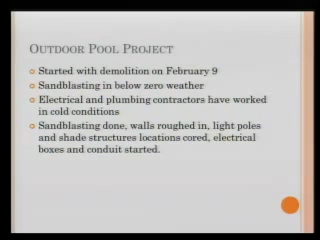 OUTDOOR POOL PROJECT
Started with demolition on February 9
Sandblasting in below zero weather
Electrical and plumbing contractors have worked
in cold conditions
Sandblasting done, walls roughed in, light poles
and shade structures locations cored, electrical
boxes and conduit started.